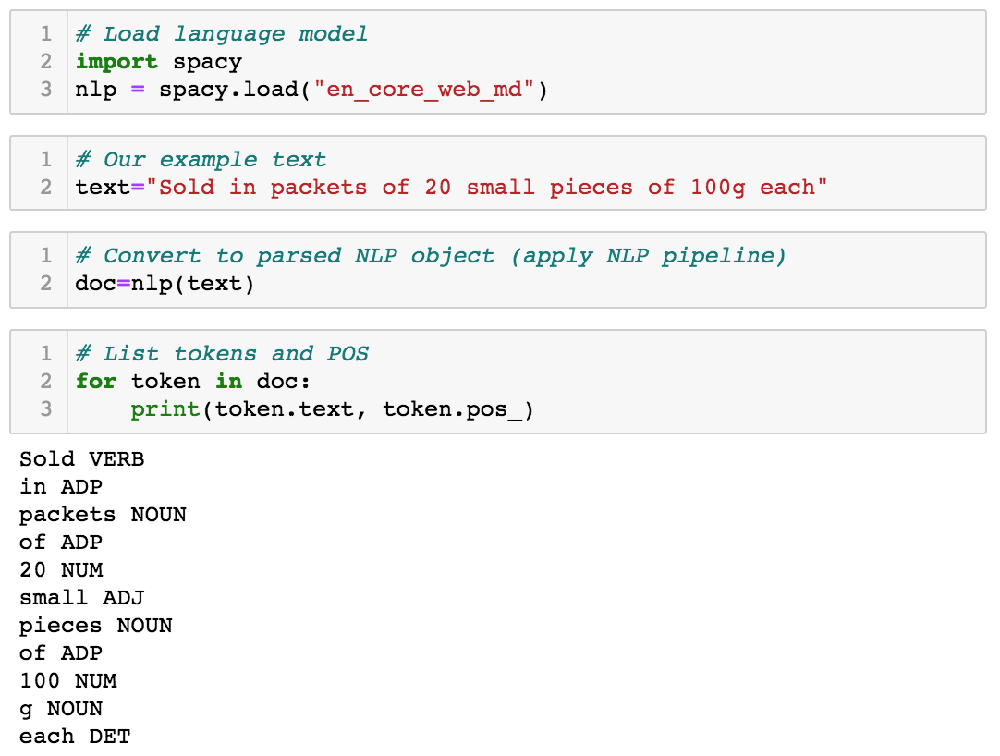 1 # Load language model
2 import spacy
3 nlp = spacy.load("en_core_web_md")
1 # Our example text
2 text="Sold in packets of 20 small pieces of 100g each"
1 # Convert to parsed NLP object (apply NLP pipeline)
2 doc=nlp(text)
1 # List tokens and POS
2 for token in doc:
3     print(token.text, token.pos_)
Sold VERB
in ADP
packets NOUN
of ADP
20 NUM
small ADJ
pieces NOUN
of ADP
100 NUM
g NOUN
each DET